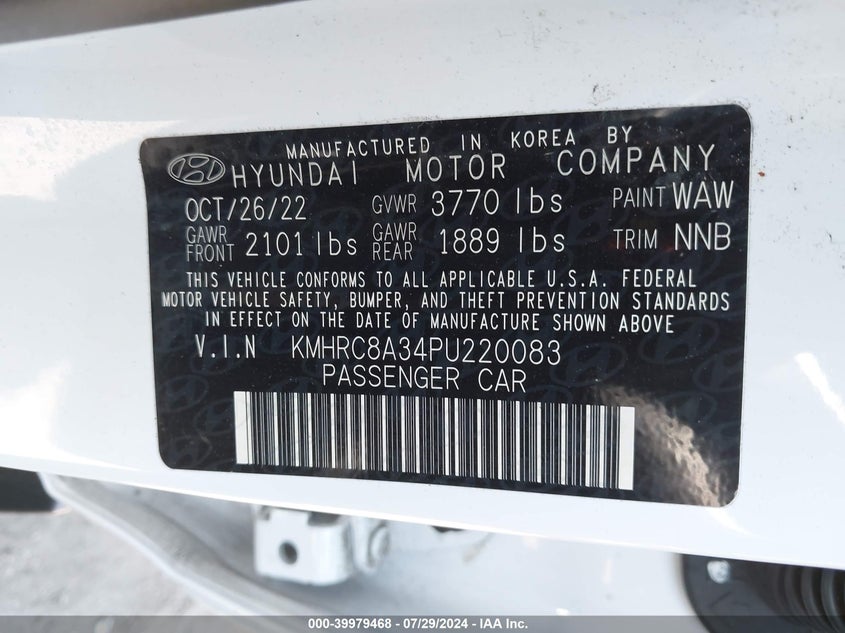 MANUFACTURED IN KOREA BY
HYUNDAI MOTOR COMPANY
OCT/26/22 GVWR 3770 lbs PAINT WAW
GAWR FRONT 2101 lbs GAWR REAR 1889 lbs TRIM NNB
THIS VEHICLE CONFORMS TO ALL APPLICABLE U.S.A. FEDERAL
MOTOR VEHICLE SAFETY, BUMPER, AND THEFT PREVENTION STANDARDS
IN EFFECT ON THE DATE OF MANUFACTURE SHOWN ABOVE
V.I.N KMHRC8A34PU220083
PASSENGER CAR
000-39979468 | 07/29/2024 - IAA Inc.